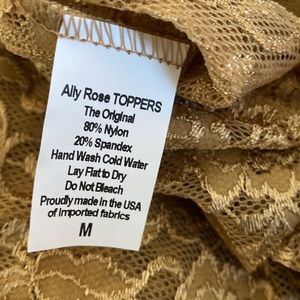 Ally Rose TOPPERS
The Original
80% Nylon
20% Spandex
Hand Wash Cold Water
Lay Flat to Dry
Do Not Bleach
Proudly made in the USA
of imported fabrics
M